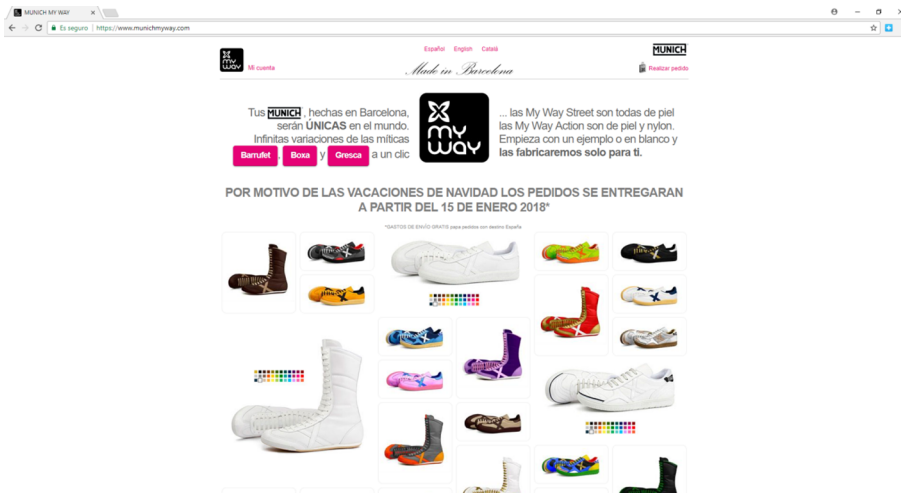 MUNICH MY WAY
Es seguro | https://www.munichmyway.com
Español English Català
MUNICH
MY WAY
Mi cuenta
Made in Barcelona
Realizar pedido
Tus MUNICH, hechas en Barcelona,
serán ÚNICAS en el mundo.
Infinitas variaciones de las míticas
Barrufet, Boxa y Gresca a un clic
MY WAY
... las My Way Street son todas de piel
las My Way Action son de piel y nylon.
Empieza con un ejemplo o en blanco y
las fabricaremos solo para ti.
POR MOTIVO DE LAS VACACIONES DE NAVIDAD LOS PEDIDOS SE ENTREGARAN
A PARTIR DEL 15 DE ENERO 2018*
*GASTOS DE ENVÍO GRATIS para pedidos con destino España